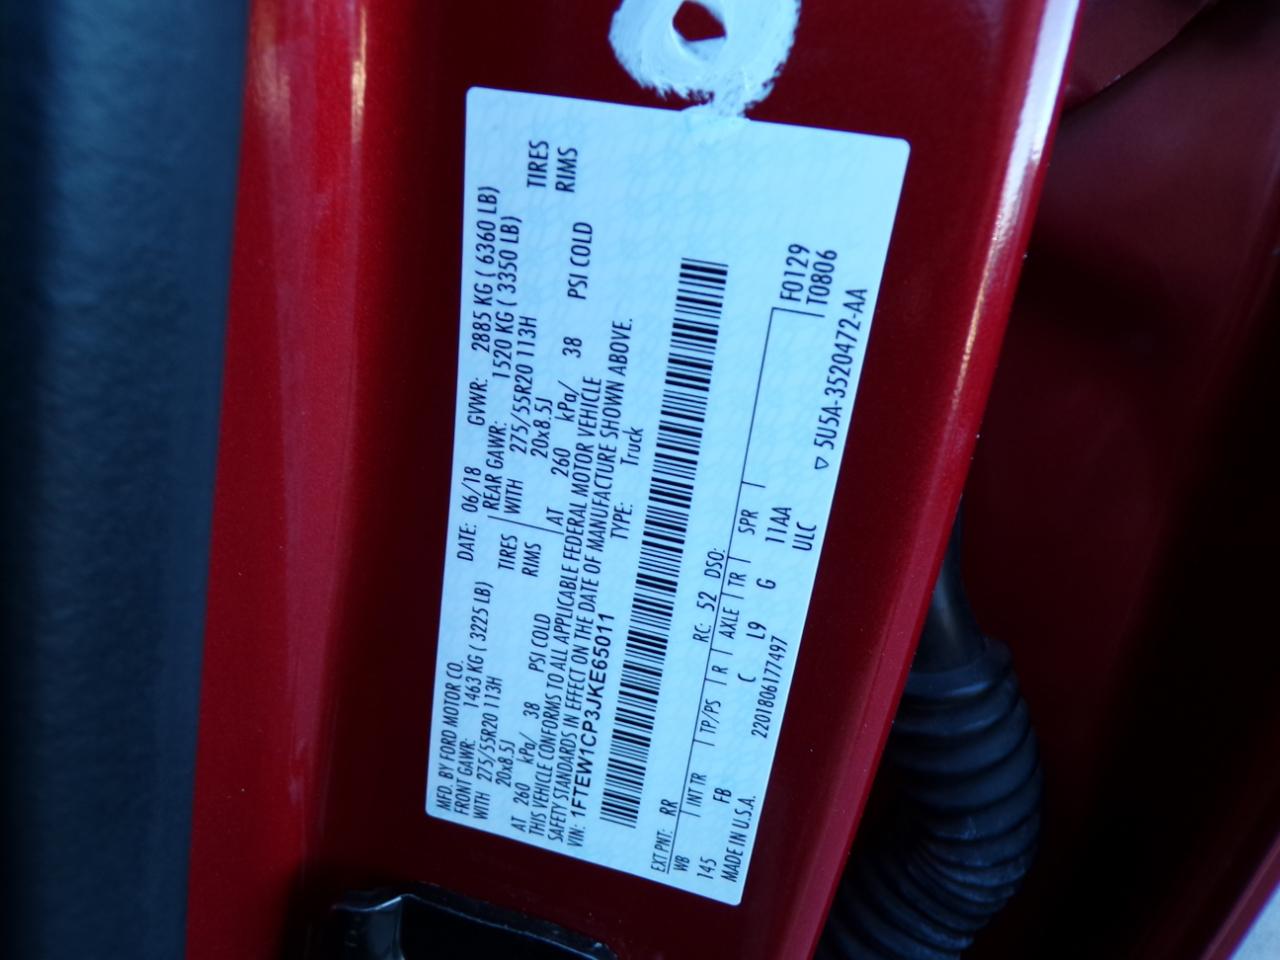 MFD. BY FORD MOTOR CO.
DATE: 06/18 GVWR: 2885 KG ( 6360 LB)
FRONT GAWR: 1463 KG ( 3225 LB) REAR GAWR: 1520 KG ( 3350 LB)
WITH 275/55R20 113H TIRES WITH 275/55R20 113H TIRES
20x8.5J RIMS 20x8.5J RIMS
AT 260 kPa/ 38 PSI COLD AT 260 kPa/ 38 PSI COLD
THIS VEHICLE CONFORMS TO ALL APPLICABLE FEDERAL MOTOR VEHICLE
SAFETY STANDARDS IN EFFECT ON THE DATE OF MANUFACTURE SHOWN ABOVE.
VIN: 1FTEW1CP3JKE65011 TYPE: Truck
EXT PNT: RR RC: 52 DSO: F0129
WB INT TR TP/PS R AXLE TR SPR T0806
145 FB C L9 G 11AA
MADE IN U.S.A. 2201806177497 ULC ▽ 5U5A-3520472-AA